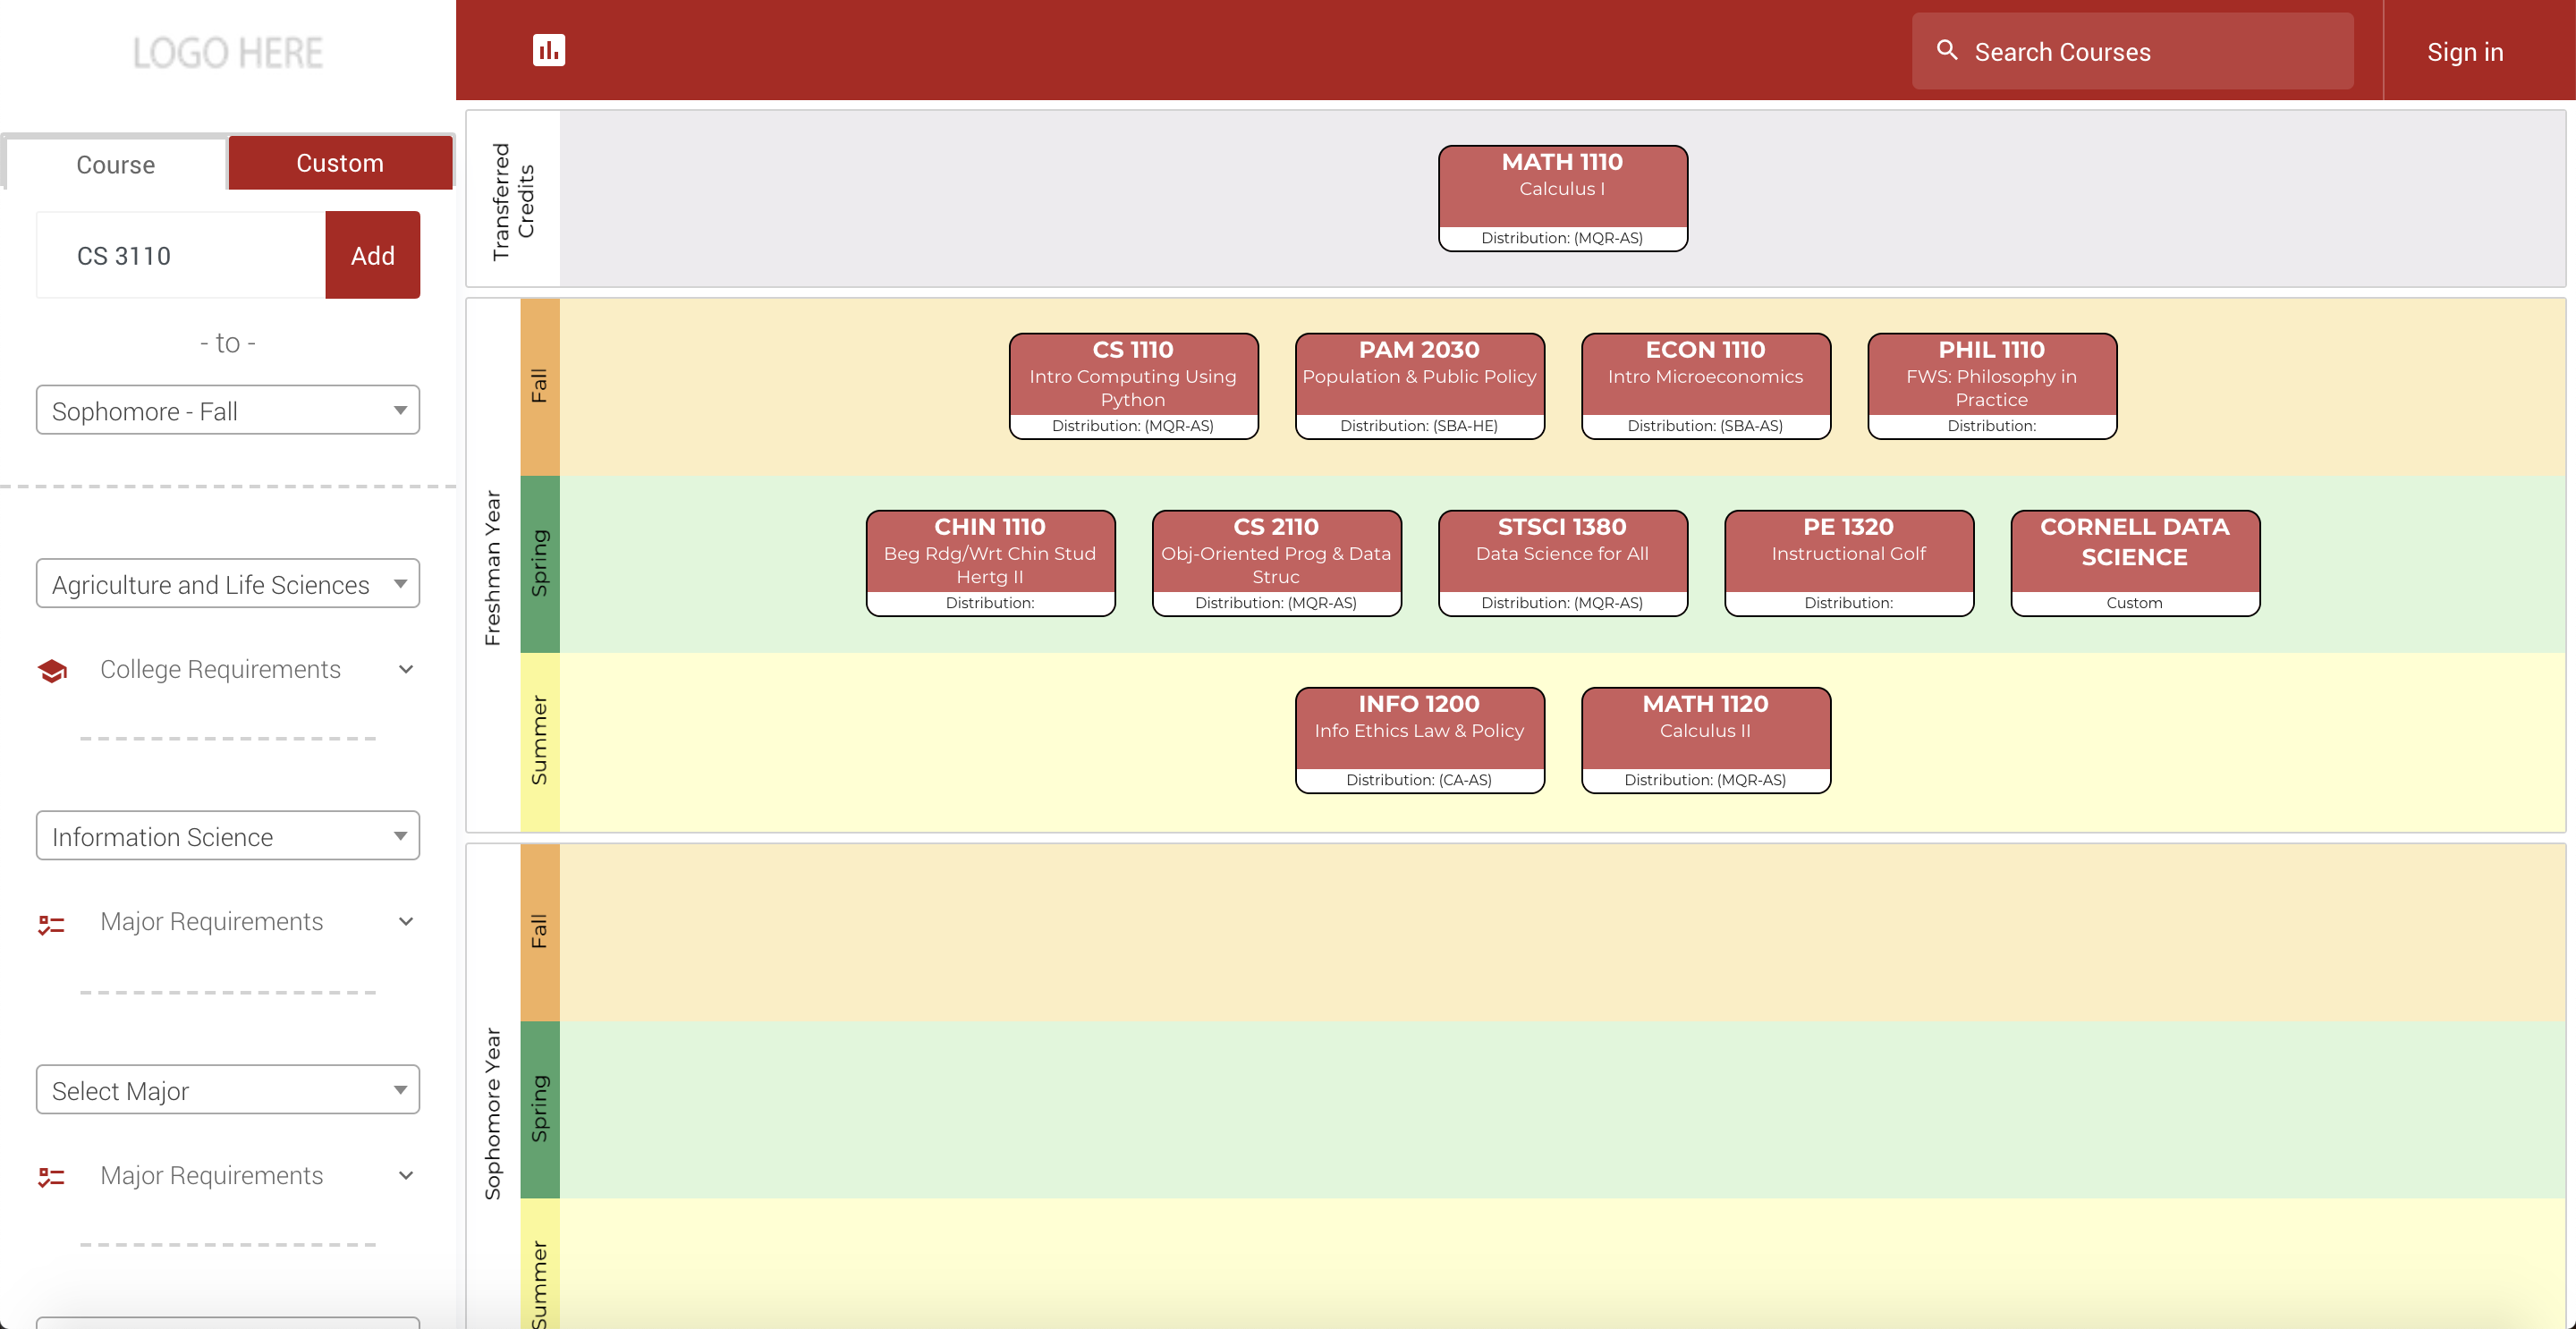 LOGO HERE
Search Courses
Sign in
Course
Custom
CS 3110
Add
- to -
Sophomore - Fall
Agriculture and Life Sciences
College Requirements
Information Science
Major Requirements
Select Major
Major Requirements
Transferred
Credits
MATH 1110
Calculus I
Distribution: (MQR-AS)
Freshman Year
Fall
CS 1110
Intro Computing Using
Python
Distribution: (MQR-AS)
PAM 2030
Population & Public Policy
Distribution: (SBA-HE)
ECON 1110
Intro Microeconomics
Distribution: (SBA-AS)
PHIL 1110
FWS: Philosophy in
Practice
Distribution:
Spring
CHIN 1110
Beg Rdg/Wrt Chin Stud
Hertg II
Distribution:
CS 2110
Obj-Oriented Prog & Data
Struc
Distribution: (MQR-AS)
STSCI 1380
Data Science for All
Distribution: (MQR-AS)
PE 1320
Instructional Golf
Distribution:
CORNELL DATA
SCIENCE
Custom
Summer
INFO 1200
Info Ethics Law & Policy
Distribution: (CA-AS)
MATH 1120
Calculus II
Distribution: (MQR-AS)
Sophomore Year
Fall
Spring
Summer